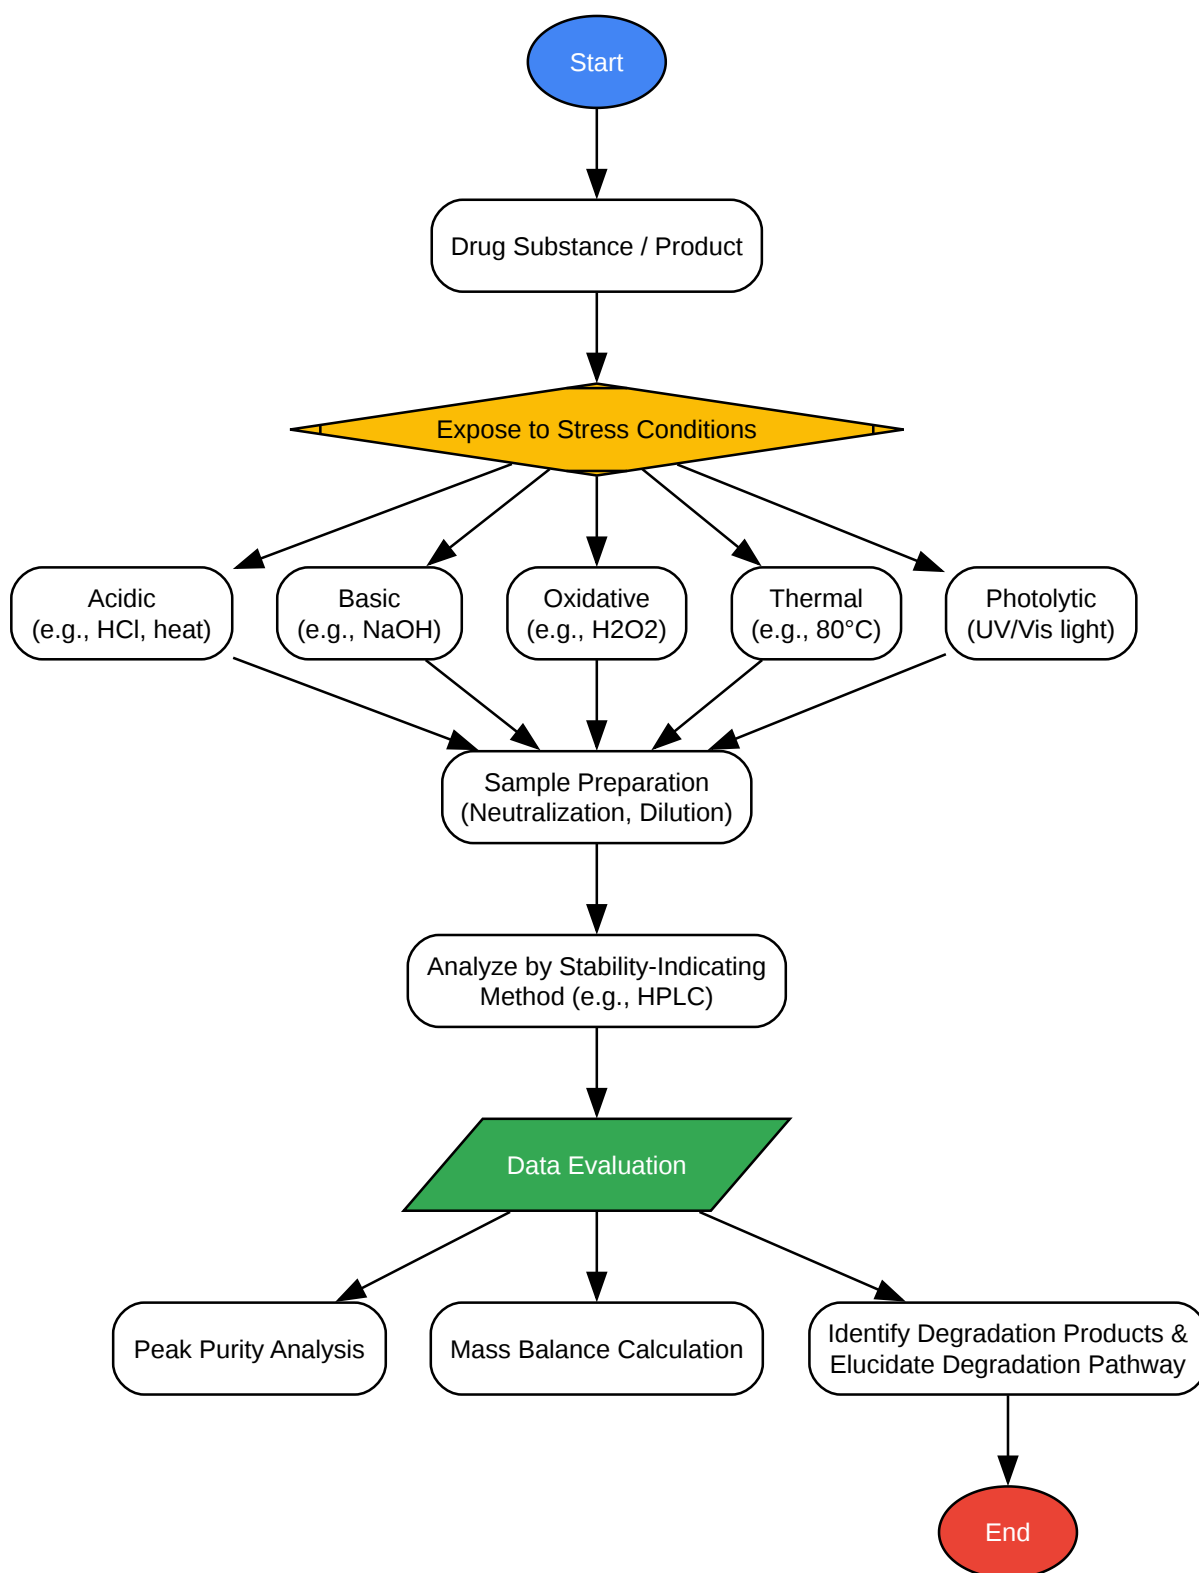 Start
Drug Substance / Product
Expose to Stress Conditions
Acidic
(e.g., HCl, heat)
Basic
(e.g., NaOH)
Oxidative
(e.g., H2O2)
Thermal
(e.g., 80°C)
Photolytic
(UV/Vis light)
Sample Preparation
(Neutralization, Dilution)
Analyze by Stability-Indicating
Method (e.g., HPLC)
Data Evaluation
Peak Purity Analysis
Mass Balance Calculation
Identify Degradation Products &
Elucidate Degradation Pathway
End